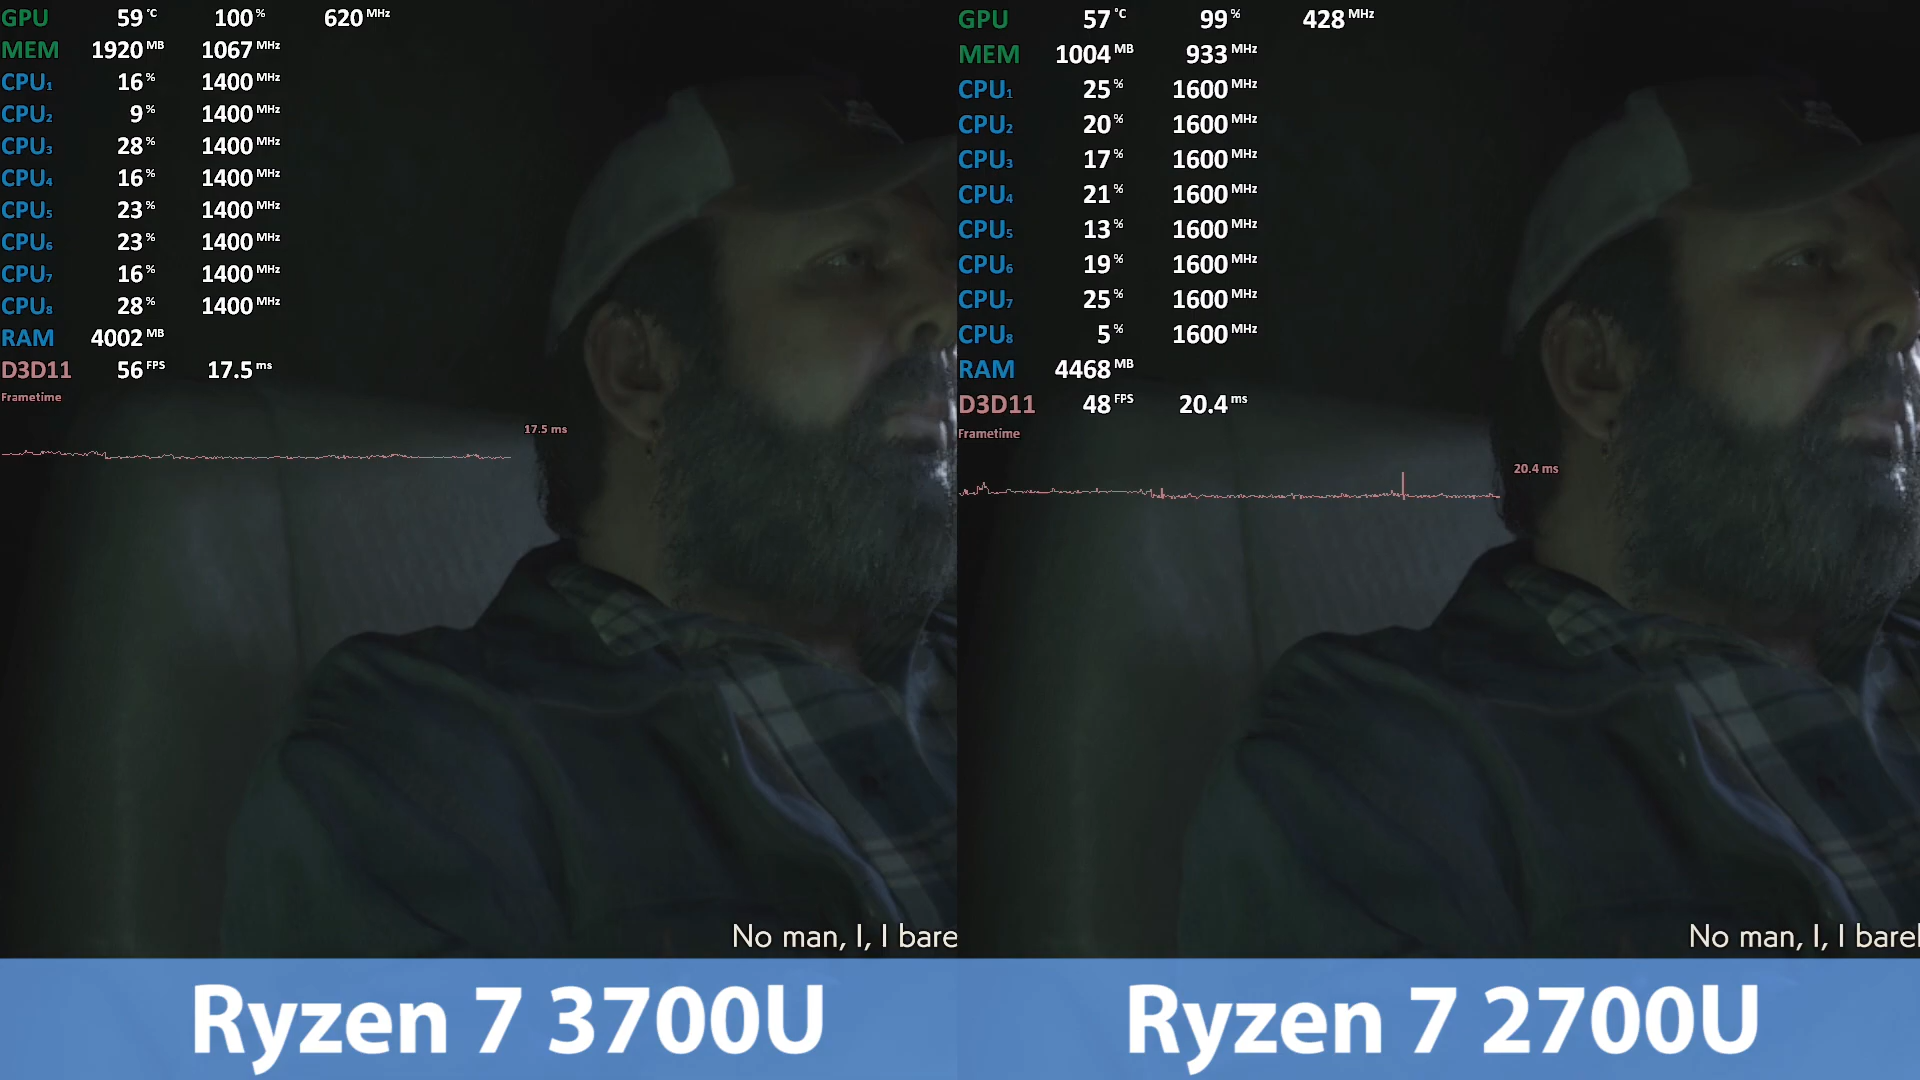 GPU 59 °C 100 % 620 MHz
MEM 1920 MB 1067 MHz
CPU1 16 % 1400 MHz
CPU2 9 % 1400 MHz
CPU3 28 % 1400 MHz
CPU4 16 % 1400 MHz
CPU5 23 % 1400 MHz
CPU6 23 % 1400 MHz
CPU7 16 % 1400 MHz
CPU8 28 % 1400 MHz
RAM 4002 MB
D3D11 56 FPS 17.5 ms
Frametime
17.5 ms
No man, I, I bare
Ryzen 7 3700U
GPU 57 °C 99 % 428 MHz
MEM 1004 MB 933 MHz
CPU1 25 % 1600 MHz
CPU2 20 % 1600 MHz
CPU3 17 % 1600 MHz
CPU4 21 % 1600 MHz
CPU5 13 % 1600 MHz
CPU6 19 % 1600 MHz
CPU7 25 % 1600 MHz
CPU8 5 % 1600 MHz
RAM 4468 MB
D3D11 48 FPS 20.4 ms
Frametime
20.4 ms
No man, I, I barel
Ryzen 7 2700U